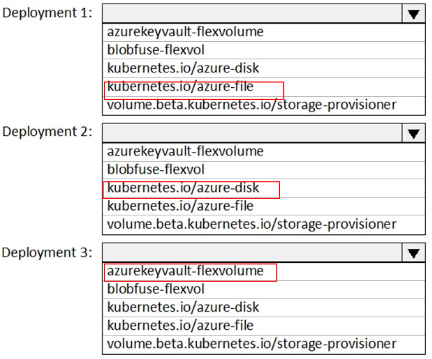 Deployment 1:
azurekeyvault-flexvolume
blobfuse-flexvol
kubernetes.io/azure-disk
kubernetes.io/azure-file
volume.beta.kubernetes.io/storage-provisioner
Deployment 2:
azurekeyvault-flexvolume
blobfuse-flexvol
kubernetes.io/azure-disk
kubernetes.io/azure-file
volume.beta.kubernetes.io/storage-provisioner
Deployment 3:
azurekeyvault-flexvolume
blobfuse-flexvol
kubernetes.io/azure-disk
kubernetes.io/azure-file
volume.beta.kubernetes.io/storage-provisioner